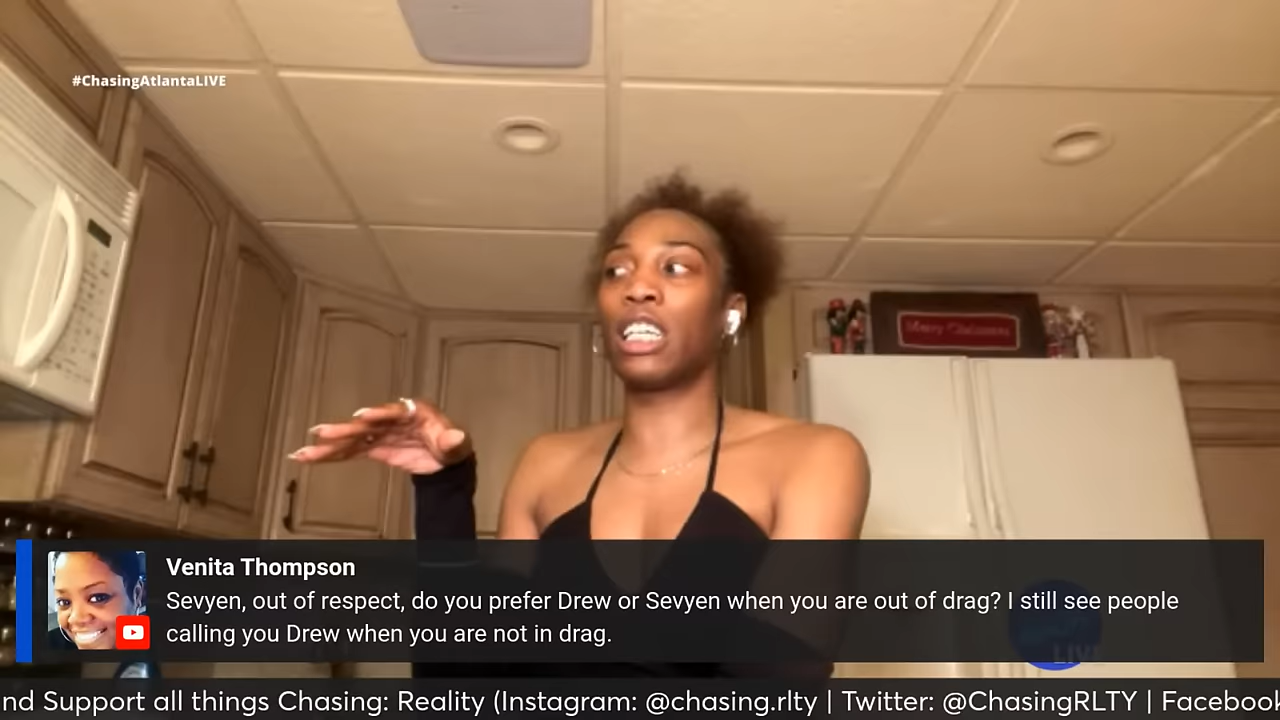 #ChasingAtlantaLIVE
Merry Christmas
Venita Thompson
Sevyen, out of respect, do you prefer Drew or Sevyen when you are out of drag? I still see people
calling you Drew when you are not in drag.
LIVE
nd Support all things Chasing: Reality (Instagram: @chasing.rlty | Twitter: @ChasingRLTY | Facebook